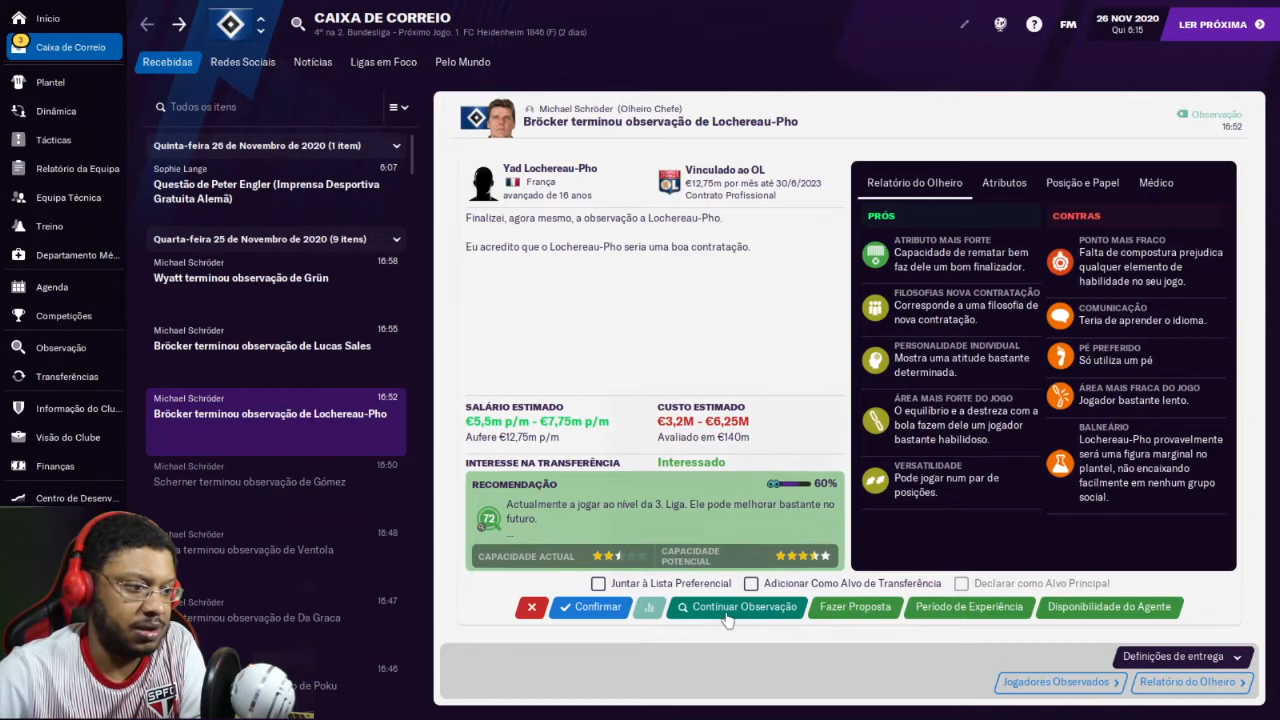 Início
CAIXA DE CORREIO
4º na 2. Bundesliga - Próximo Jogo: 1. FC Heidenheim 1846 (F) (2 dias)
FM
26 NOV 2020
Qui 6:15
LER PRÓXIMA
3
Caixa de Correio
Recebidas
Redes Sociais
Notícias
Ligas em Foco
Pelo Mundo
Plantel
Dinâmica
Tácticas
Relatório da Equipa
Equipa Técnica
Treino
Departamento Mé...
Agenda
Competições
Observação
Transferências
Informação do Clu...
Visão do Clube
Finanças
Centro de Desenv...
Todos os itens
Quinta-feira 26 de Novembro de 2020 (1 item)
Sophie Lange
6:07
Questão de Peter Engler (Imprensa Desportiva
Gratuita Alemã)
Quarta-feira 25 de Novembro de 2020 (9 itens)
Michael Schröder
16:58
Wyatt terminou observação de Grün
Michael Schröder
16:55
Bröcker terminou observação de Lucas Sales
Michael Schröder
16:52
Bröcker terminou observação de Lochereau-Pho
Michael Schröder
16:50
Scherner terminou observação de Gómez
hael Schröder
16:48
a terminou observação de Ventola
Schröder
16:47
o terminou observação de Da Graca
Schröder
16:46
o de Poku
Michael Schröder (Olheiro Chefe)
Bröcker terminou observação de Lochereau-Pho
Observação
16:52
Yad Lochereau-Pho
França
avançado de 16 anos
Vinculado ao OL
€12,75m por mês até 30/6/2023
Contrato Profissional
Finalizei, agora mesmo, a observação a Lochereau-Pho.
Eu acredito que o Lochereau-Pho seria uma boa contratação.
SALÁRIO ESTIMADO
€5,5m p/m - €7,75m p/m
Aufere €12,75m p/m
CUSTO ESTIMADO
€3,2M - €6,25M
Avaliado em €140m
INTERESSE NA TRANSFERÊNCIA
Interessado
RECOMENDAÇÃO
60%
72
Actualmente a jogar ao nível da 3. Liga. Ele pode melhorar bastante no
futuro.
...
CAPACIDADE ACTUAL
CAPACIDADE
POTENCIAL
Relatório do Olheiro
Atributos
Posição e Papel
Médico
PRÓS
ATRIBUTO MAIS FORTE
Capacidade de rematar bem
faz dele um bom finalizador.
FILOSOFIAS NOVA CONTRATAÇÃO
Corresponde a uma filosofia de
nova contratação.
PERSONALIDADE INDIVIDUAL
Mostra uma atitude bastante
determinada.
ÁREA MAIS FORTE DO JOGO
O equilíbrio e a destreza com a
bola fazem dele um jogador
bastante habilidoso.
VERSATILIDADE
Pode jogar num par de
posições.
CONTRAS
PONTO MAIS FRACO
Falta de compostura prejudica
qualquer elemento de
habilidade no seu jogo.
COMUNICAÇÃO
Teria de aprender o idioma.
PÉ PREFERIDO
Só utiliza um pé
ÁREA MAIS FRACA DO JOGO
Jogador bastante lento.
BALNEÁRIO
Lochereau-Pho provavelmente
será uma figura marginal no
plantel, não encaixando
facilmente em nenhum grupo
social.
Juntar à Lista Preferencial
Adicionar Como Alvo de Transferência
Declarar como Alvo Principal
Confirmar
Continuar Observação
Fazer Proposta
Período de Experiência
Disponibilidade do Agente
Definições de entrega
Jogadores Observados
Relatório do Olheiro
SPFC